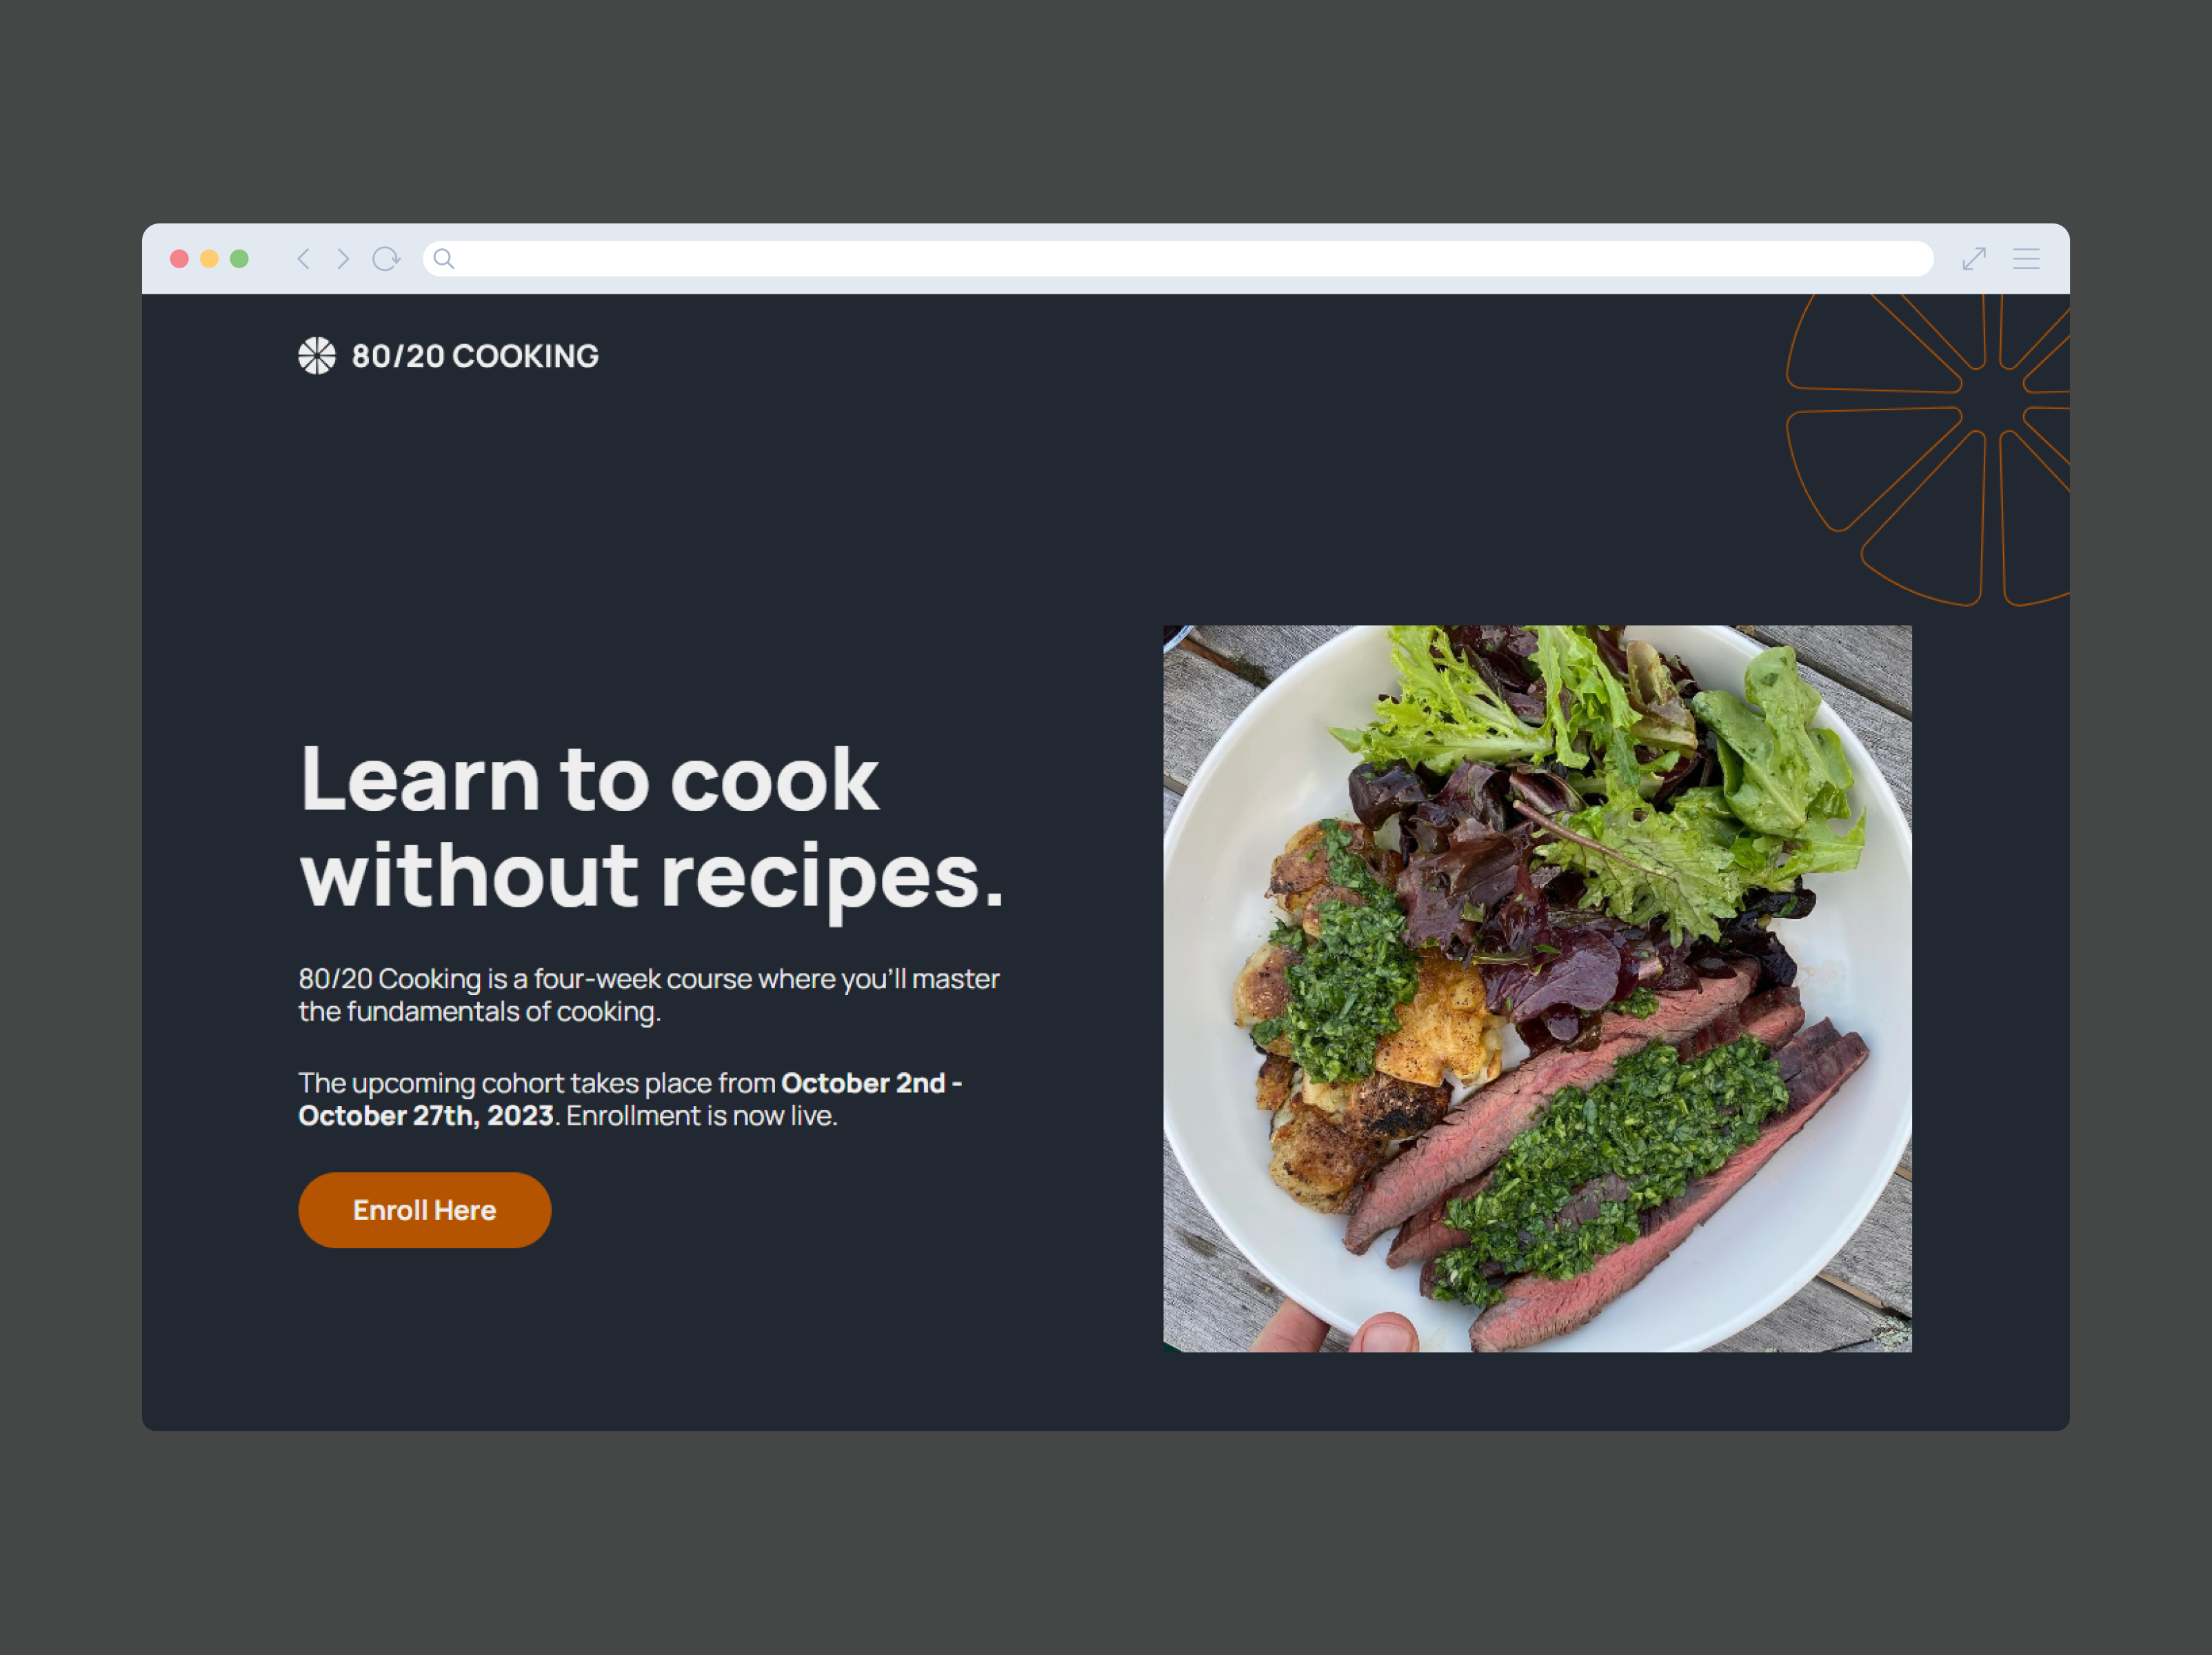 80/20 COOKING
Learn to cook
without recipes.
80/20 Cooking is a four-week course where you’ll master
the fundamentals of cooking.
The upcoming cohort takes place from October 2nd -
October 27th, 2023. Enrollment is now live.
Enroll Here